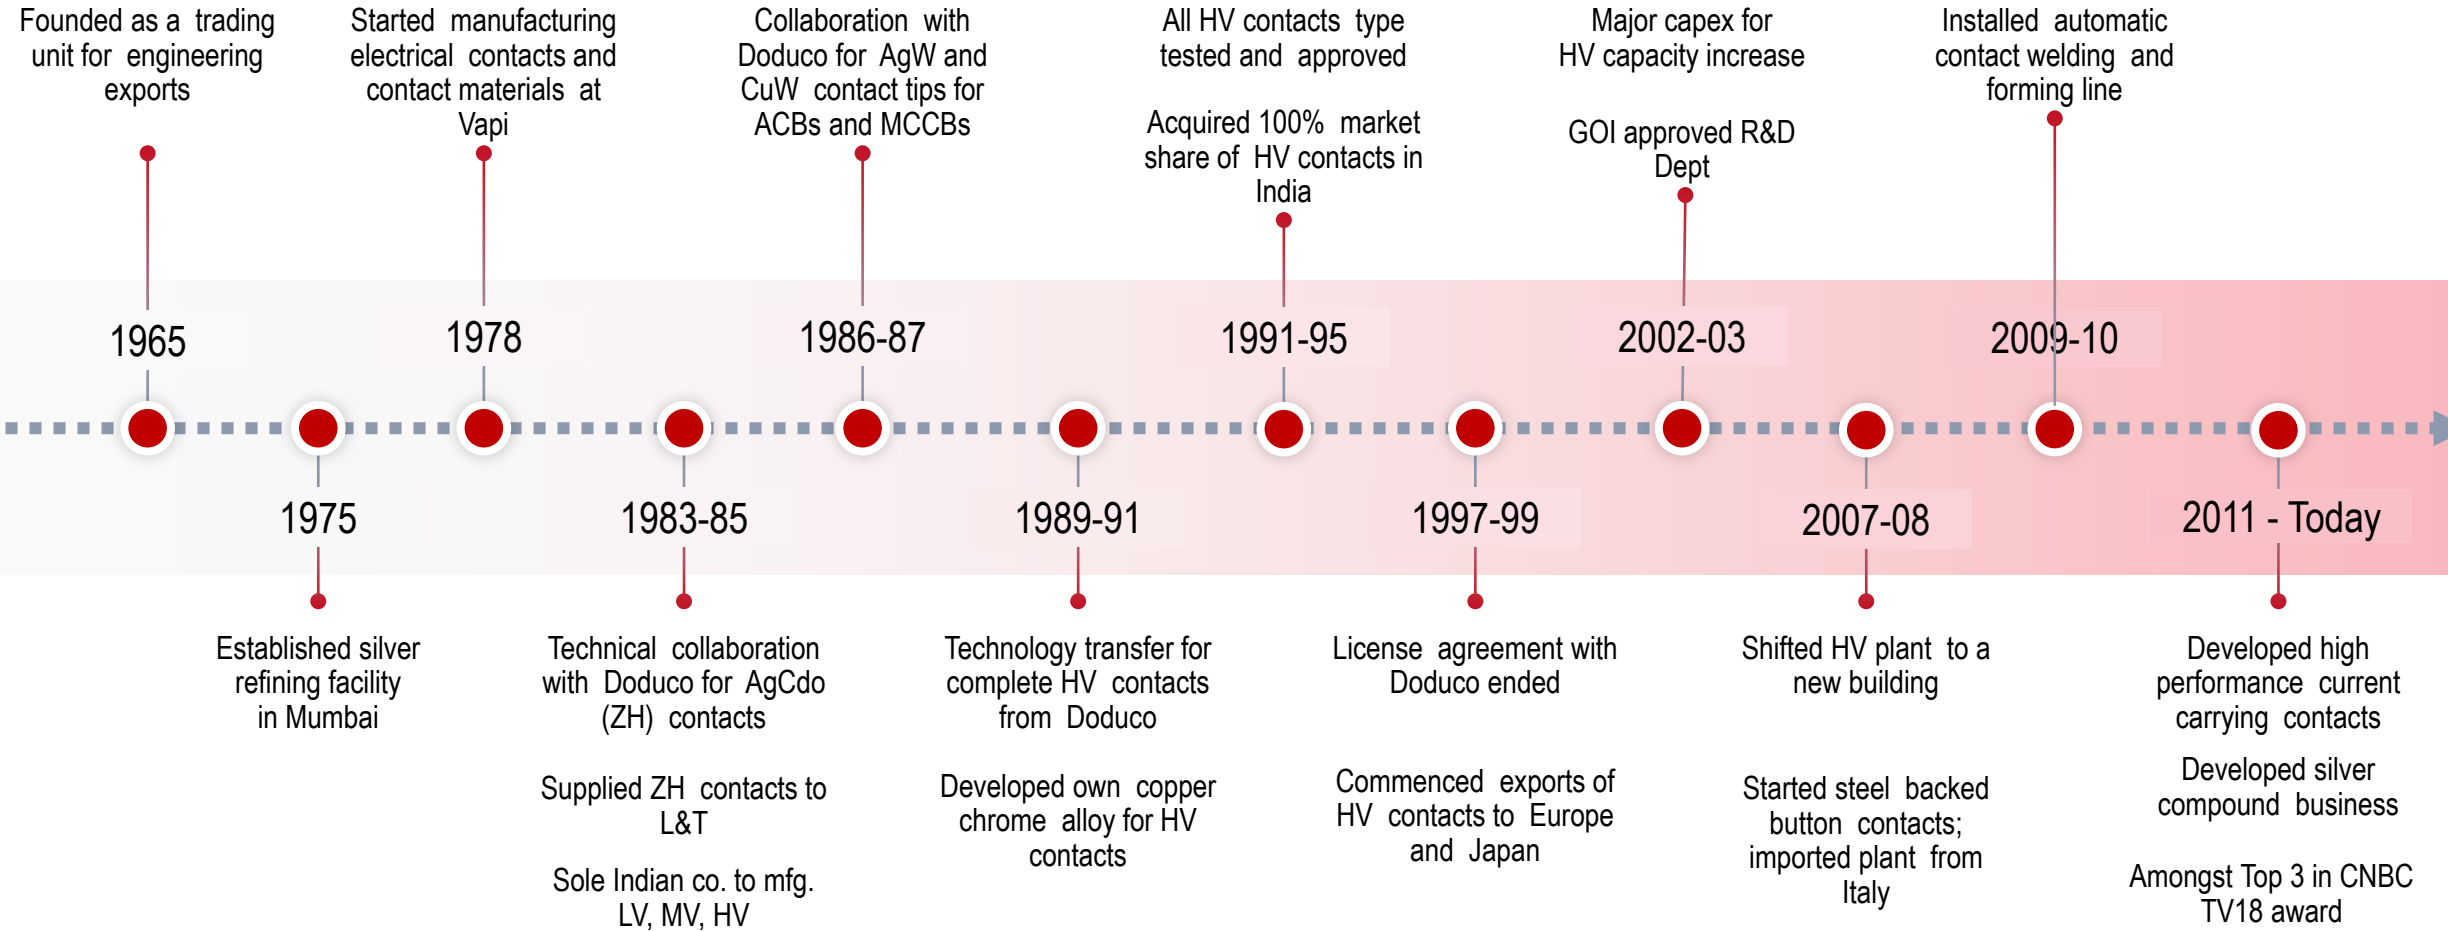 Founded as a trading
unit for engineering
exports
1965
Established silver
refining facility
in Mumbai
1975
Started manufacturing
electrical contacts and
contact materials at
Vapi
1978
Technical collaboration
with Doduco for AgCdo
(ZH) contacts
Supplied ZH contacts to
L&T
Sole Indian co. to mfg.
LV, MV, HV
1983-85
Collaboration with
Doduco for AgW and
CuW contact tips for
ACBs and MCCBs
1986-87
1989-91
Technology transfer for
complete HV contacts
from Doduco
Developed own copper
chrome alloy for HV
contacts
All HV contacts type
tested and approved
Acquired 100% market
share of HV contacts in
India
1991-95
1997-99
License agreement with
Doduco ended
Commenced exports of
HV contacts to Europe
and Japan
Major capex for
HV capacity increase
GOI approved R&D
Dept
2002-03
2007-08
Shifted HV plant to a
new building
Started steel backed
button contacts;
imported plant from
Italy
Installed automatic
contact welding and
forming line
2009-10
2011 - Today
Developed high
performance current
carrying contacts
Developed silver
compound business
Amongst Top 3 in CNBC
TV18 award